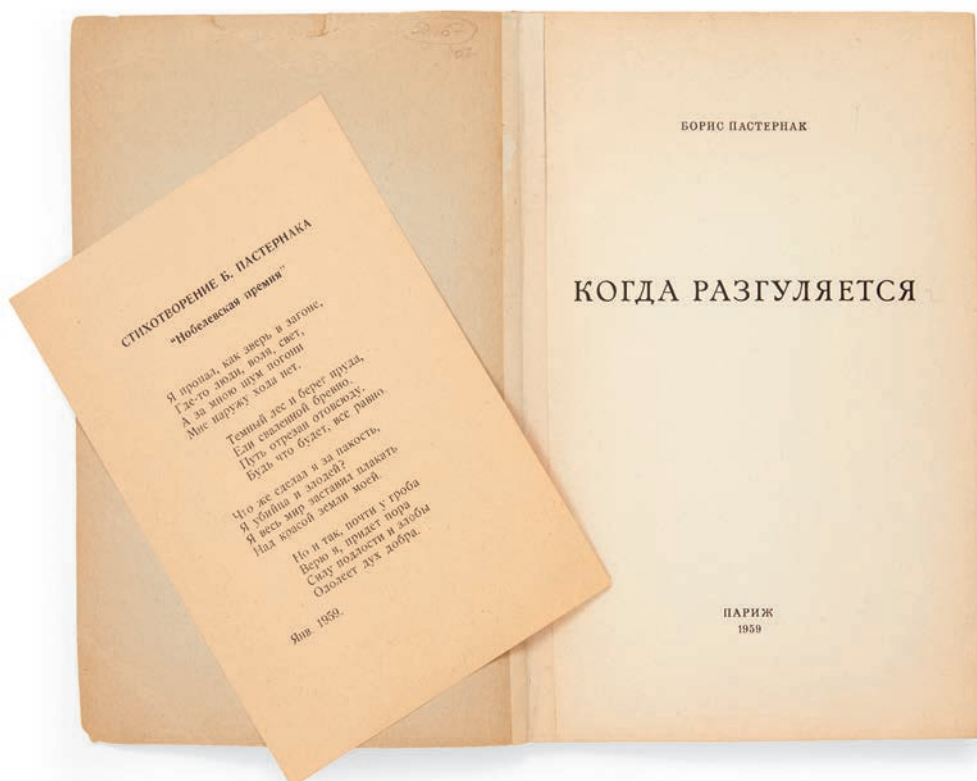 СТИХОТВОРЕНИЕ Б. ПАСТЕРНАКА
"Нобелевская премия"
Я пропал, как зверь в загоне,
Где-то люди, воля, свет,
А за мною шум погони
Мне наружу хода нет.
Темный лес и берег пруда,
Ели сваленной бревно.
Путь отрезан отовсюду,
Будь что будет, все равно.
Что же сделал я за пакость,
Я убийца и злодей?
Я весь мир заставил плакать
Над красой земли моей.
Но и так, почти у гроба
Верю я, придет пора
Силу подлости и злобы
Одолеет дух добра.
Янв. 1959.
БОРИС ПАСТЕРНАК
КОГДА РАЗГУЛЯЕТСЯ
ПАРИЖ
1959